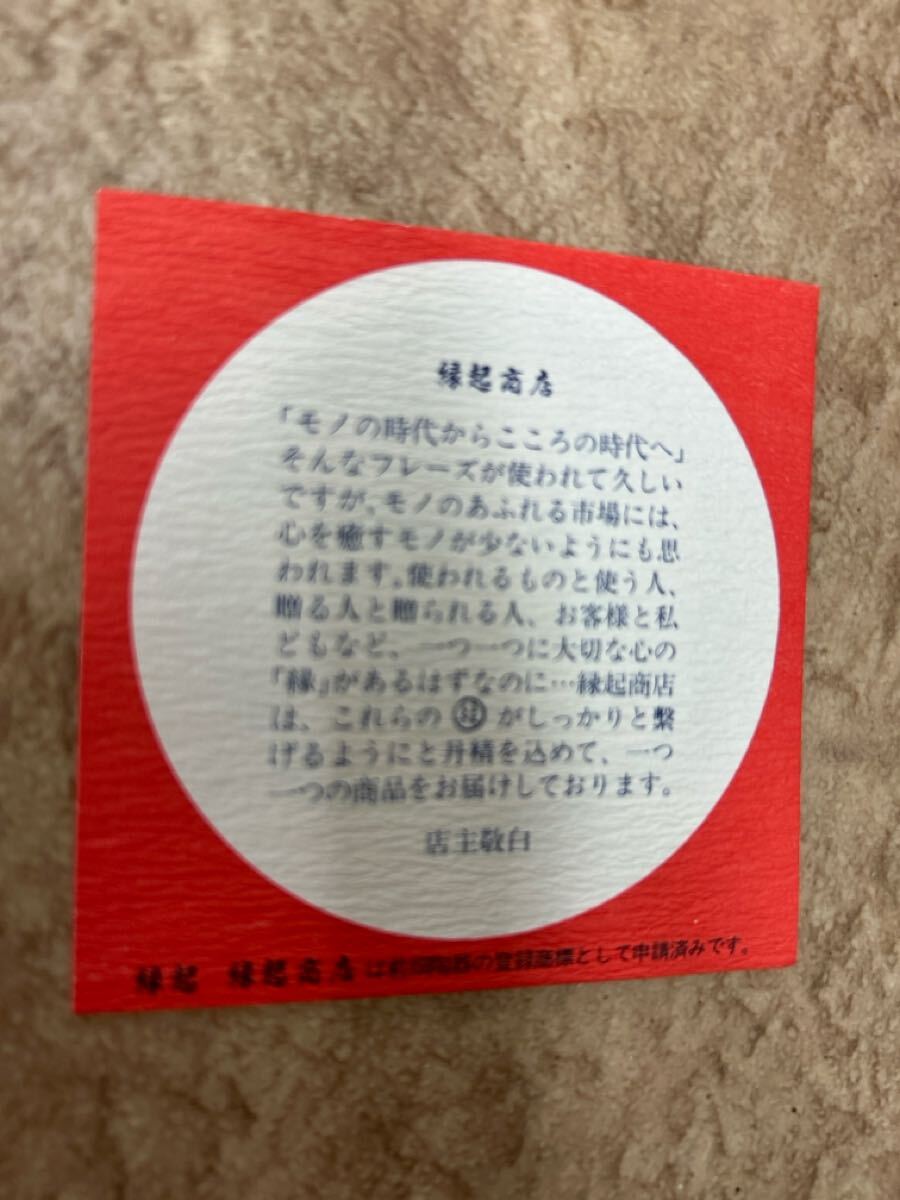 縁起商店
「モノの時代からこころの時代へ」
そんなフレーズが使われて久しい
ですが、モノのあふれる市場には、
心を癒すモノが少ないようにも思
われます。使われるものと使う人、
贈る人と贈られる人、お客様と私
どもなど、一つ一つに大切な心の
「縁」があるはずなのに…縁起商店
は、これらの がしっかりと繋
げるようにと丹精を込めて、一つ
一つの商品をお届けしております。
店主敬白
縁起 縁起商店 は の登録商標として申請済みです。